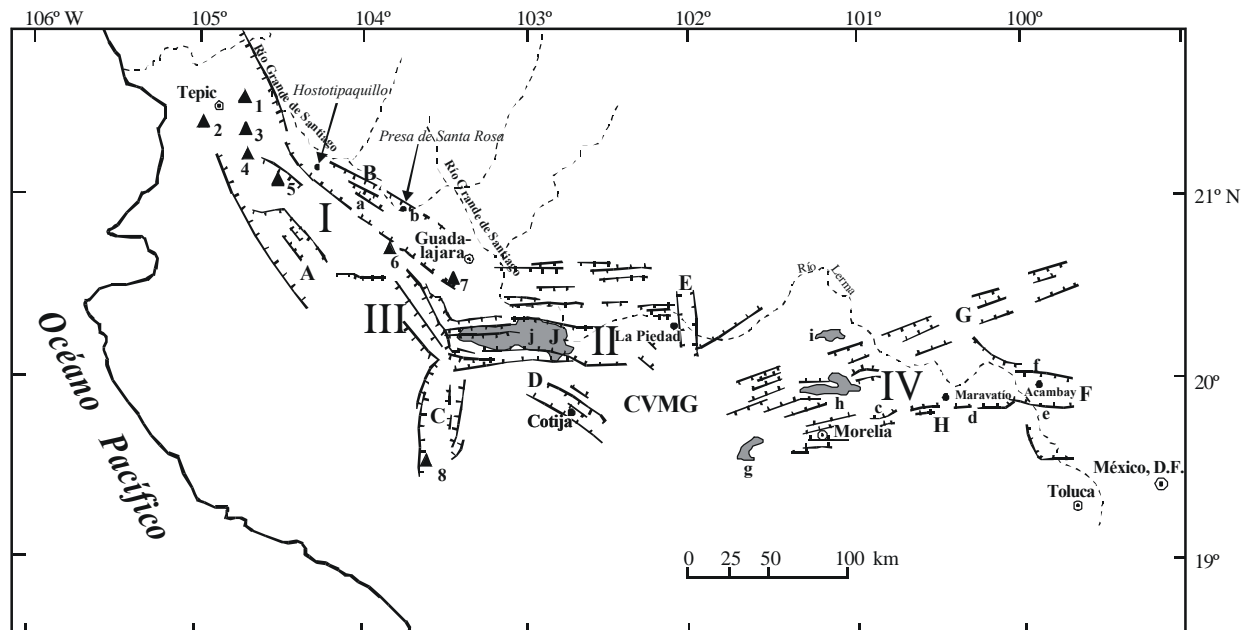 106º W
105º
104º
103º
102º
101º
100º
Río Grande de Santiago
Hostotipaquillo
Tepic
1
2
3
Presa de Santa Rosa
4
B
Río Grande de Santiago
5
a
21º N
I
b
Guada-
lajara
6
A
7
E
Río
Lerma
III
G
II
La Piedad
i
j
J
f
20º
D
IV
Maravatío
Acambay
F
h
CVMG
C
Cotija
c
H
d
e
Morelia
8
g
México, D.F.
Toluca
Océano
Pacífico
0 25 50 100 km
19º